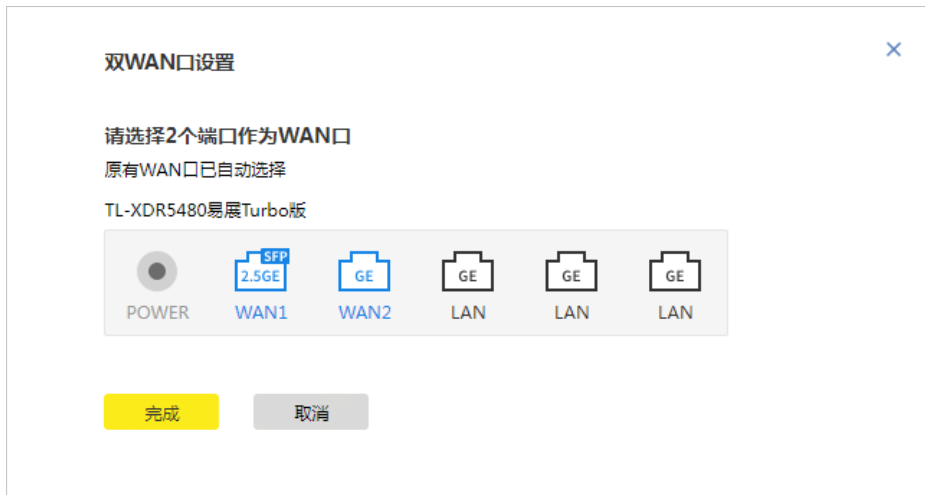 双WAN口设置
请选择2个端口作为WAN口
原有WAN口已自动选择
TL-XDR5480易展Turbo版
SFP
2.5GE GE GE GE GE
POWER WAN1 WAN2 LAN LAN LAN
完成 取消